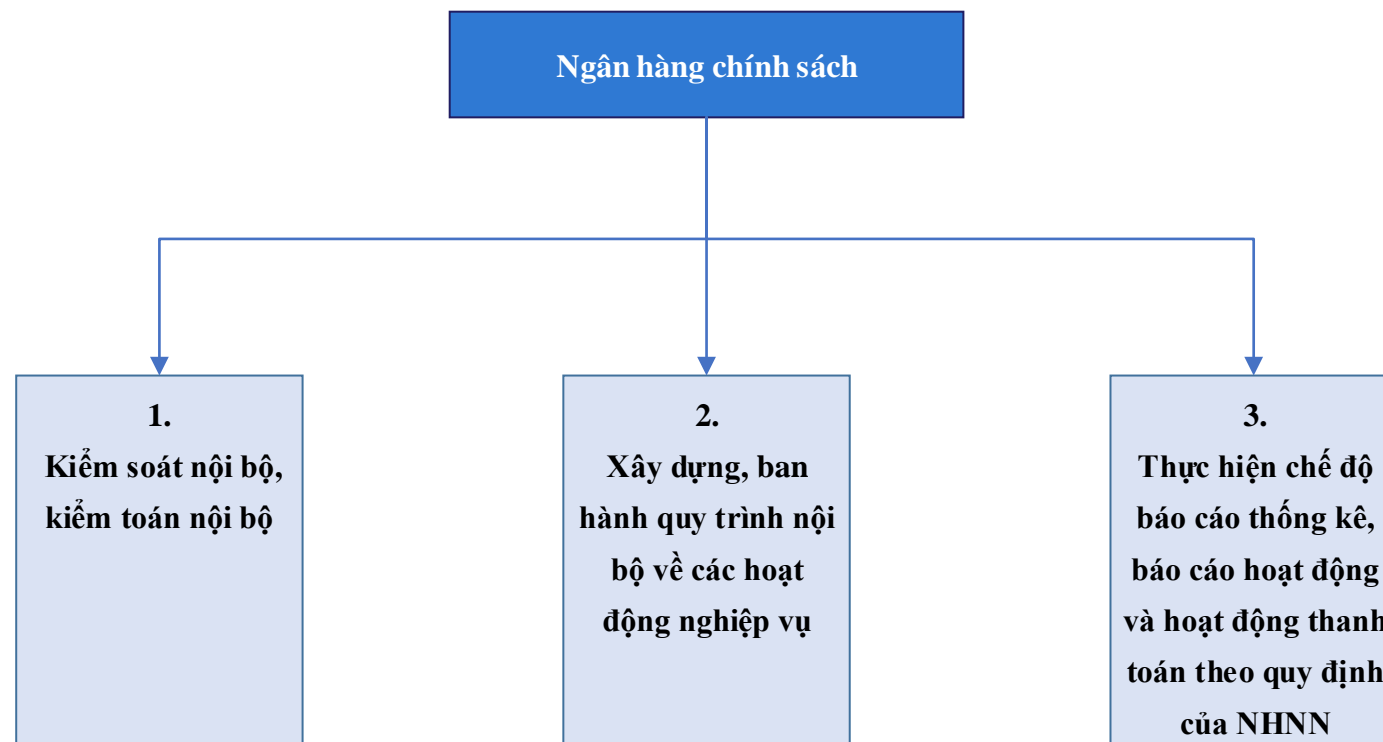 Ngân hàng chính sách
1.
Kiểm soát nội bộ,
kiểm toán nội bộ
2.
Xây dựng, ban
hành quy trình nội
bộ về các hoạt
động nghiệp vụ
3.
Thực hiện chế độ
báo cáo thống kê,
báo cáo hoạt động
và hoạt động thanh
toán theo quy định
của NHNN